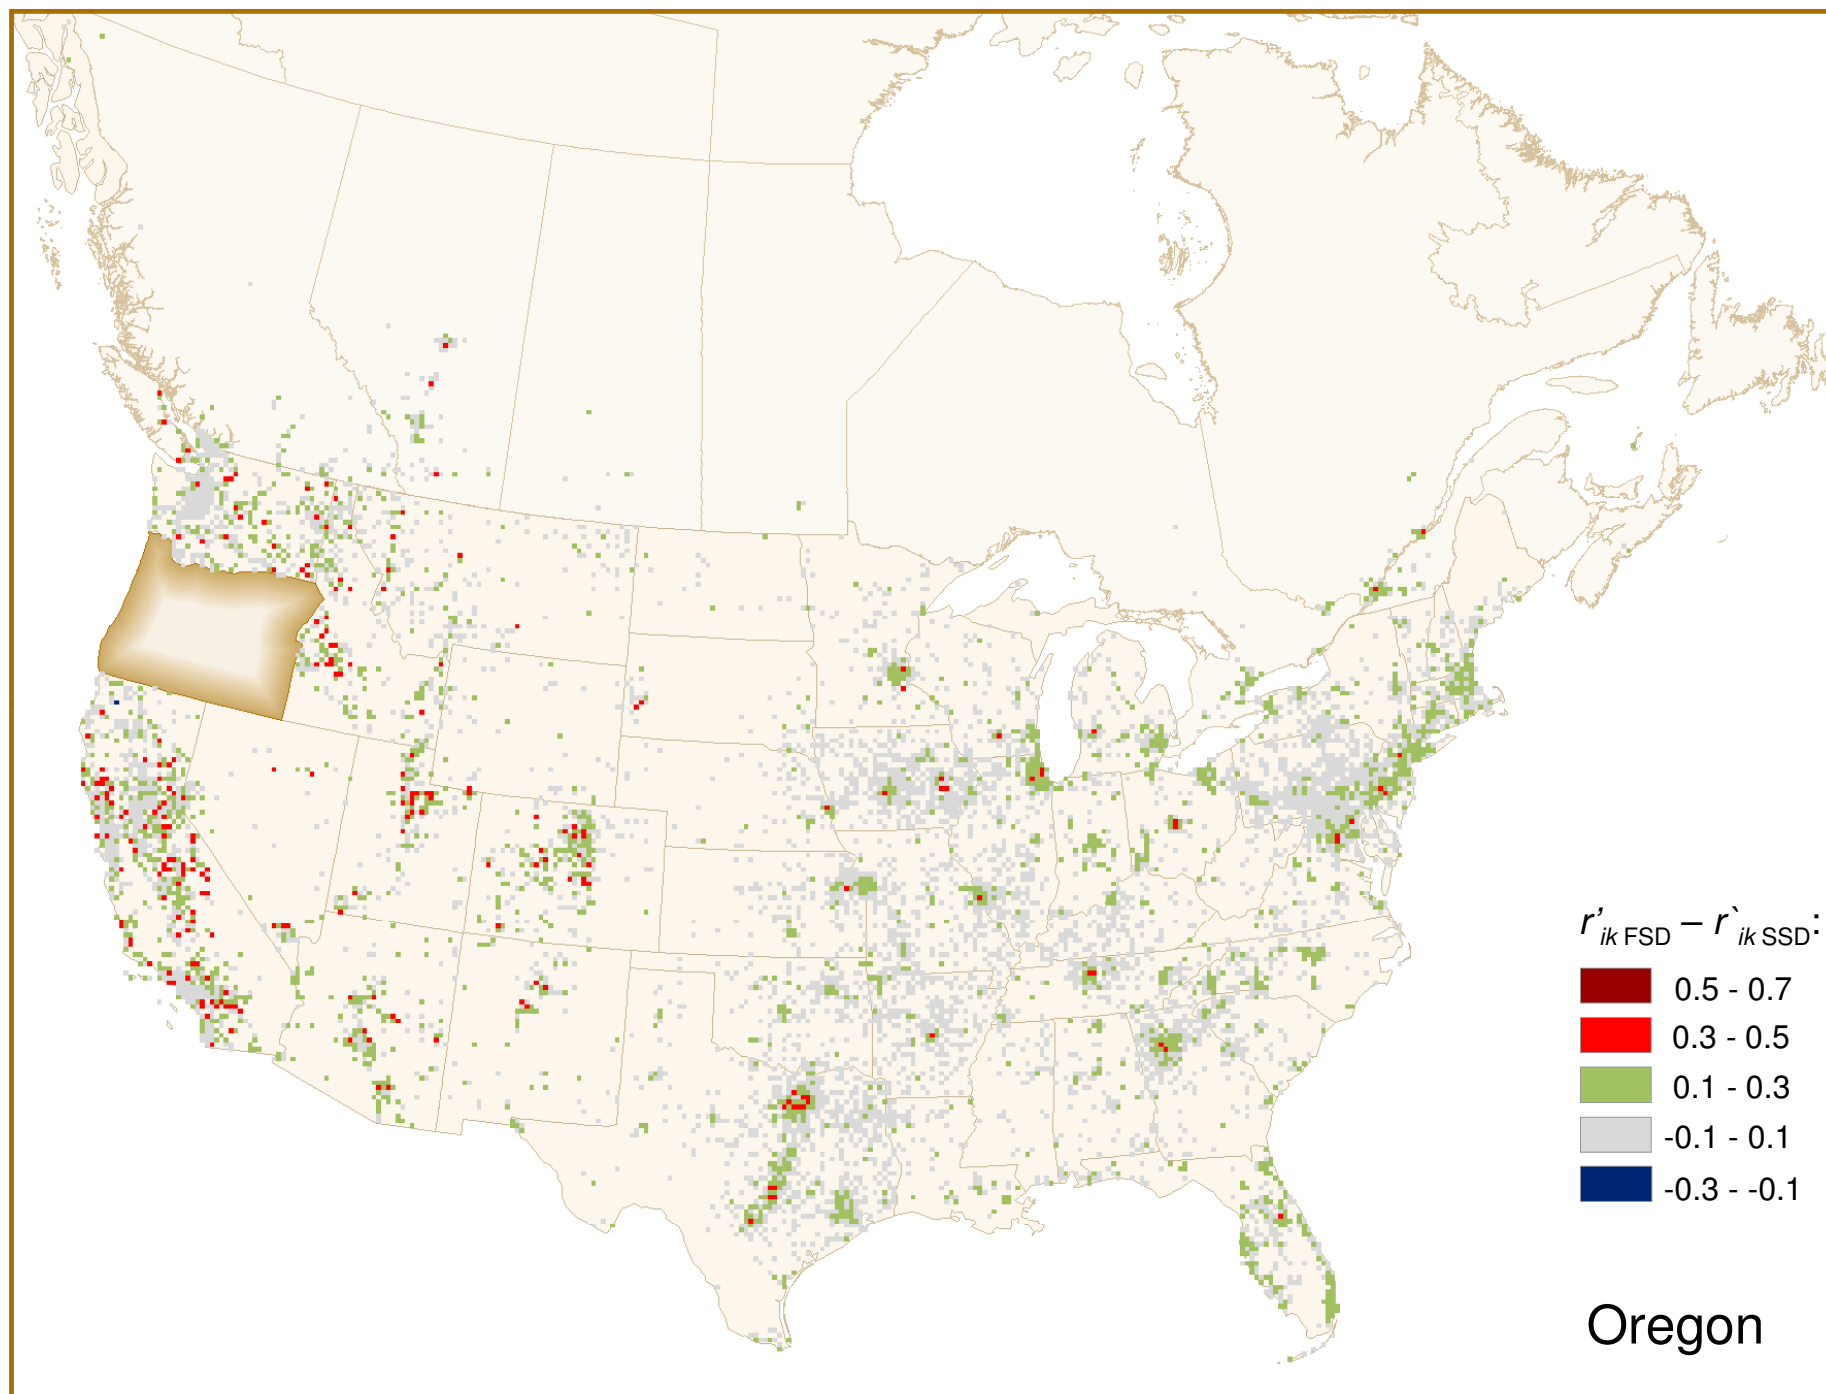 r’ik FSD – r`ik SSD:
0.5 - 0.7
0.3 - 0.5
0.1 - 0.3
-0.1 - 0.1
-0.3 - -0.1
Oregon